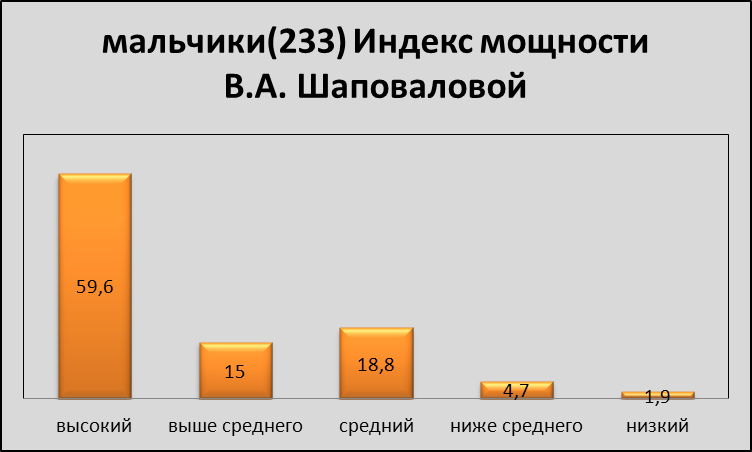 мальчики(233) Индекс мощности
В.А. Шаповаловой
59,6
15
18,8
4,7
1,9
высокий
выше среднего
средний
ниже среднего
низкий